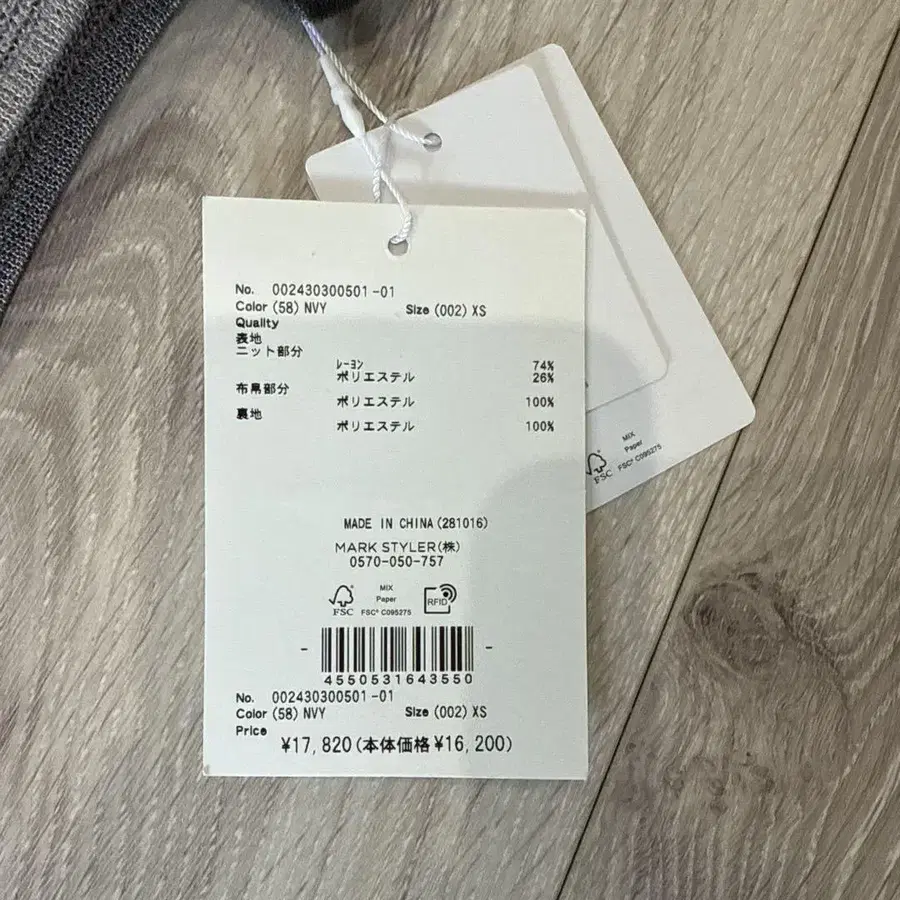 No. 002430300501-01
Color (58) NVY Size (002) XS
Quality
表地
ニット部分
ﾚｰﾖﾝ 74%
ポリエステル 26%
布帛部分
ポリエステル 100%
裏地
ポリエステル 100%
MADE IN CHINA (281016)
MARK STYLER(株)
0570-050-757
FSC
MIX
Paper
FSC® C095275
RFID
4550531643550
No. 002430300501-01
Color (58) NVY Size (002) XS
Price
¥17,820(本体価格¥16,200)
FSC
MIX
Paper
FSC® C095275